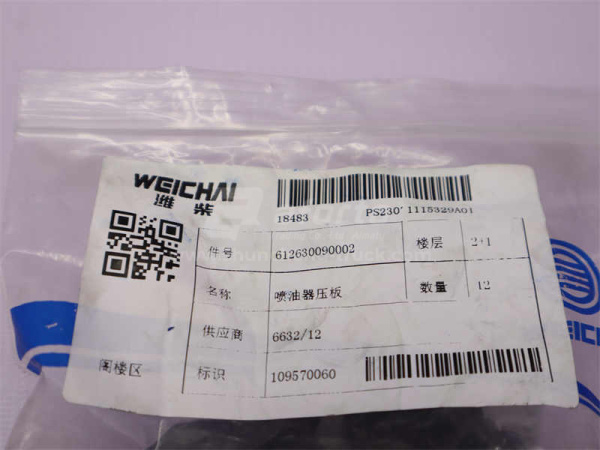 WEICHAI
潍柴
18483 PS230' 1115329A01
件号 612630090002 楼层 2+1
名称 喷油器压板 数量 12
供应商 6632/12
阁楼区 标识 109570060
WEICH